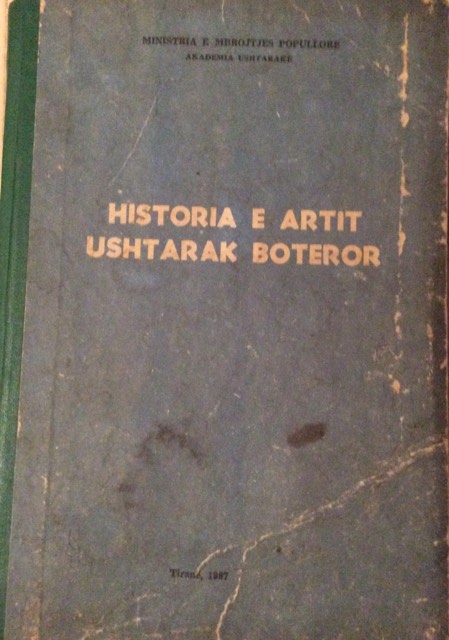 MINISTRIA E MBROJTJES POPULLORE
AKADEMIA USHTARAKE
HISTORIA E ARTIT
USHTARAK BOTEROR
Tiranë, 1987